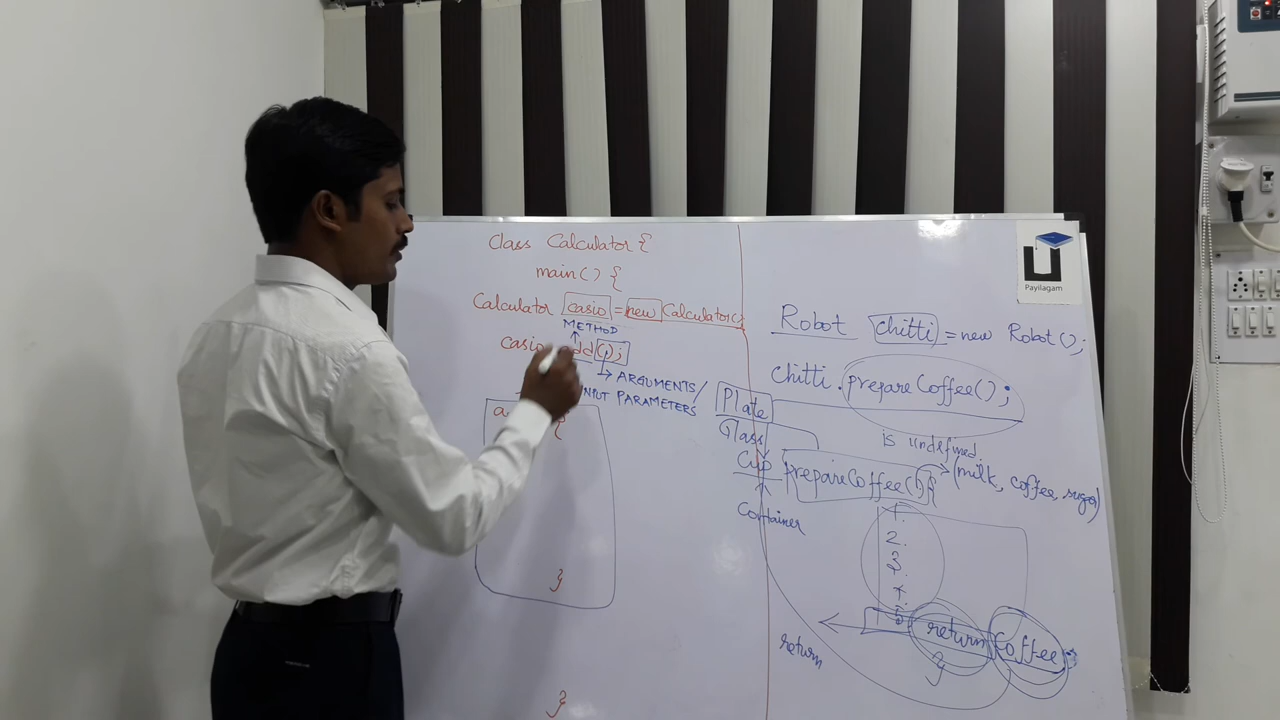 Class Calculator {
main() {
Calculator casio = new Calculator()
METHOD
casio
();
→ ARGUMENTS/
INPUT PARAMETERS
a
{
}
}
Robot chitti = new Robot();
Chitti . prepareCoffee();
is undefined.
Plate
Glass
Cup prepareCoffee(){ (milk, coffee, sugar)
Container
1.
2.
3.
4.
5.
return coffee;
}
return
Payilagam